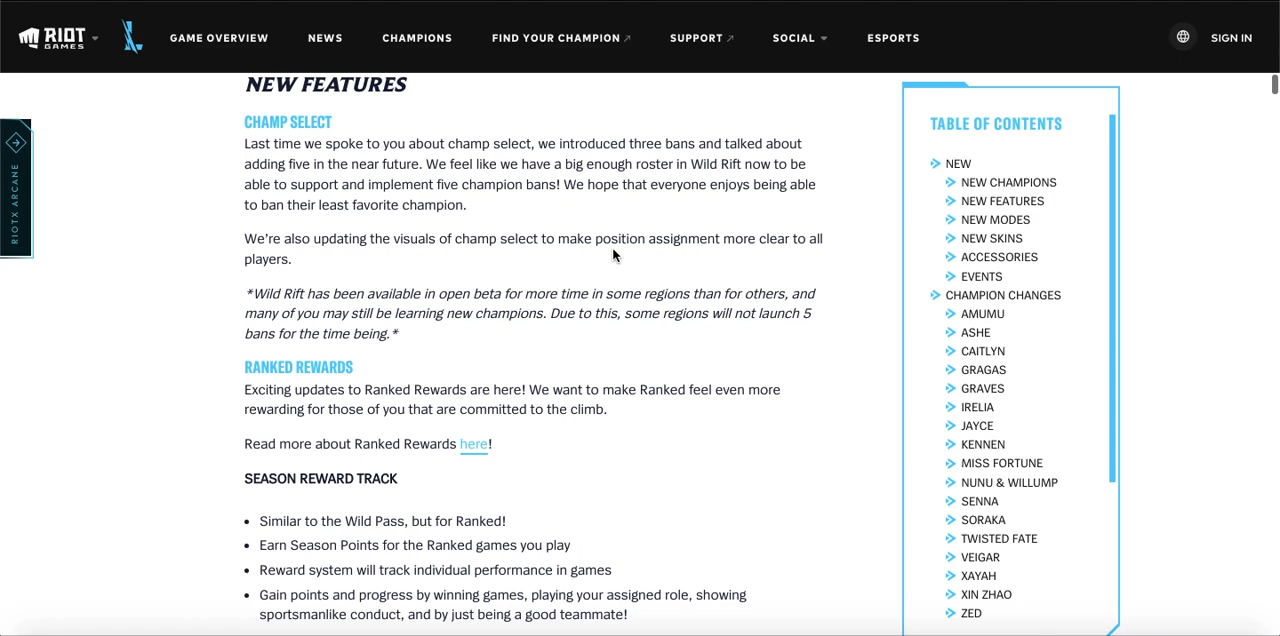 RIOT GAMES
GAME OVERVIEW
NEWS
CHAMPIONS
FIND YOUR CHAMPION
SUPPORT
SOCIAL
ESPORTS
SIGN IN
RIOTX ARCANE
NEW FEATURES
CHAMP SELECT
Last time we spoke to you about champ select, we introduced three bans and talked about
adding five in the near future. We feel like we have a big enough roster in Wild Rift now to be
able to support and implement five champion bans! We hope that everyone enjoys being able
to ban their least favorite champion.
We're also updating the visuals of champ select to make position assignment more clear to all
players.
*Wild Rift has been available in open beta for more time in some regions than for others, and
many of you may still be learning new champions. Due to this, some regions will not launch 5
bans for the time being.*
RANKED REWARDS
Exciting updates to Ranked Rewards are here! We want to make Ranked feel even more
rewarding for those of you that are committed to the climb.
Read more about Ranked Rewards here!
SEASON REWARD TRACK
• Similar to the Wild Pass, but for Ranked!
• Earn Season Points for the Ranked games you play
• Reward system will track individual performance in games
• Gain points and progress by winning games, playing your assigned role, showing
sportsmanlike conduct, and by just being a good teammate!
TABLE OF CONTENTS
NEW
NEW CHAMPIONS
NEW FEATURES
NEW MODES
NEW SKINS
ACCESSORIES
EVENTS
CHAMPION CHANGES
AMUMU
ASHE
CAITLYN
GRAGAS
GRAVES
IRELIA
JAYCE
KENNEN
MISS FORTUNE
NUNU & WILLUMP
SENNA
SORAKA
TWISTED FATE
VEIGAR
XAYAH
XIN ZHAO
ZED